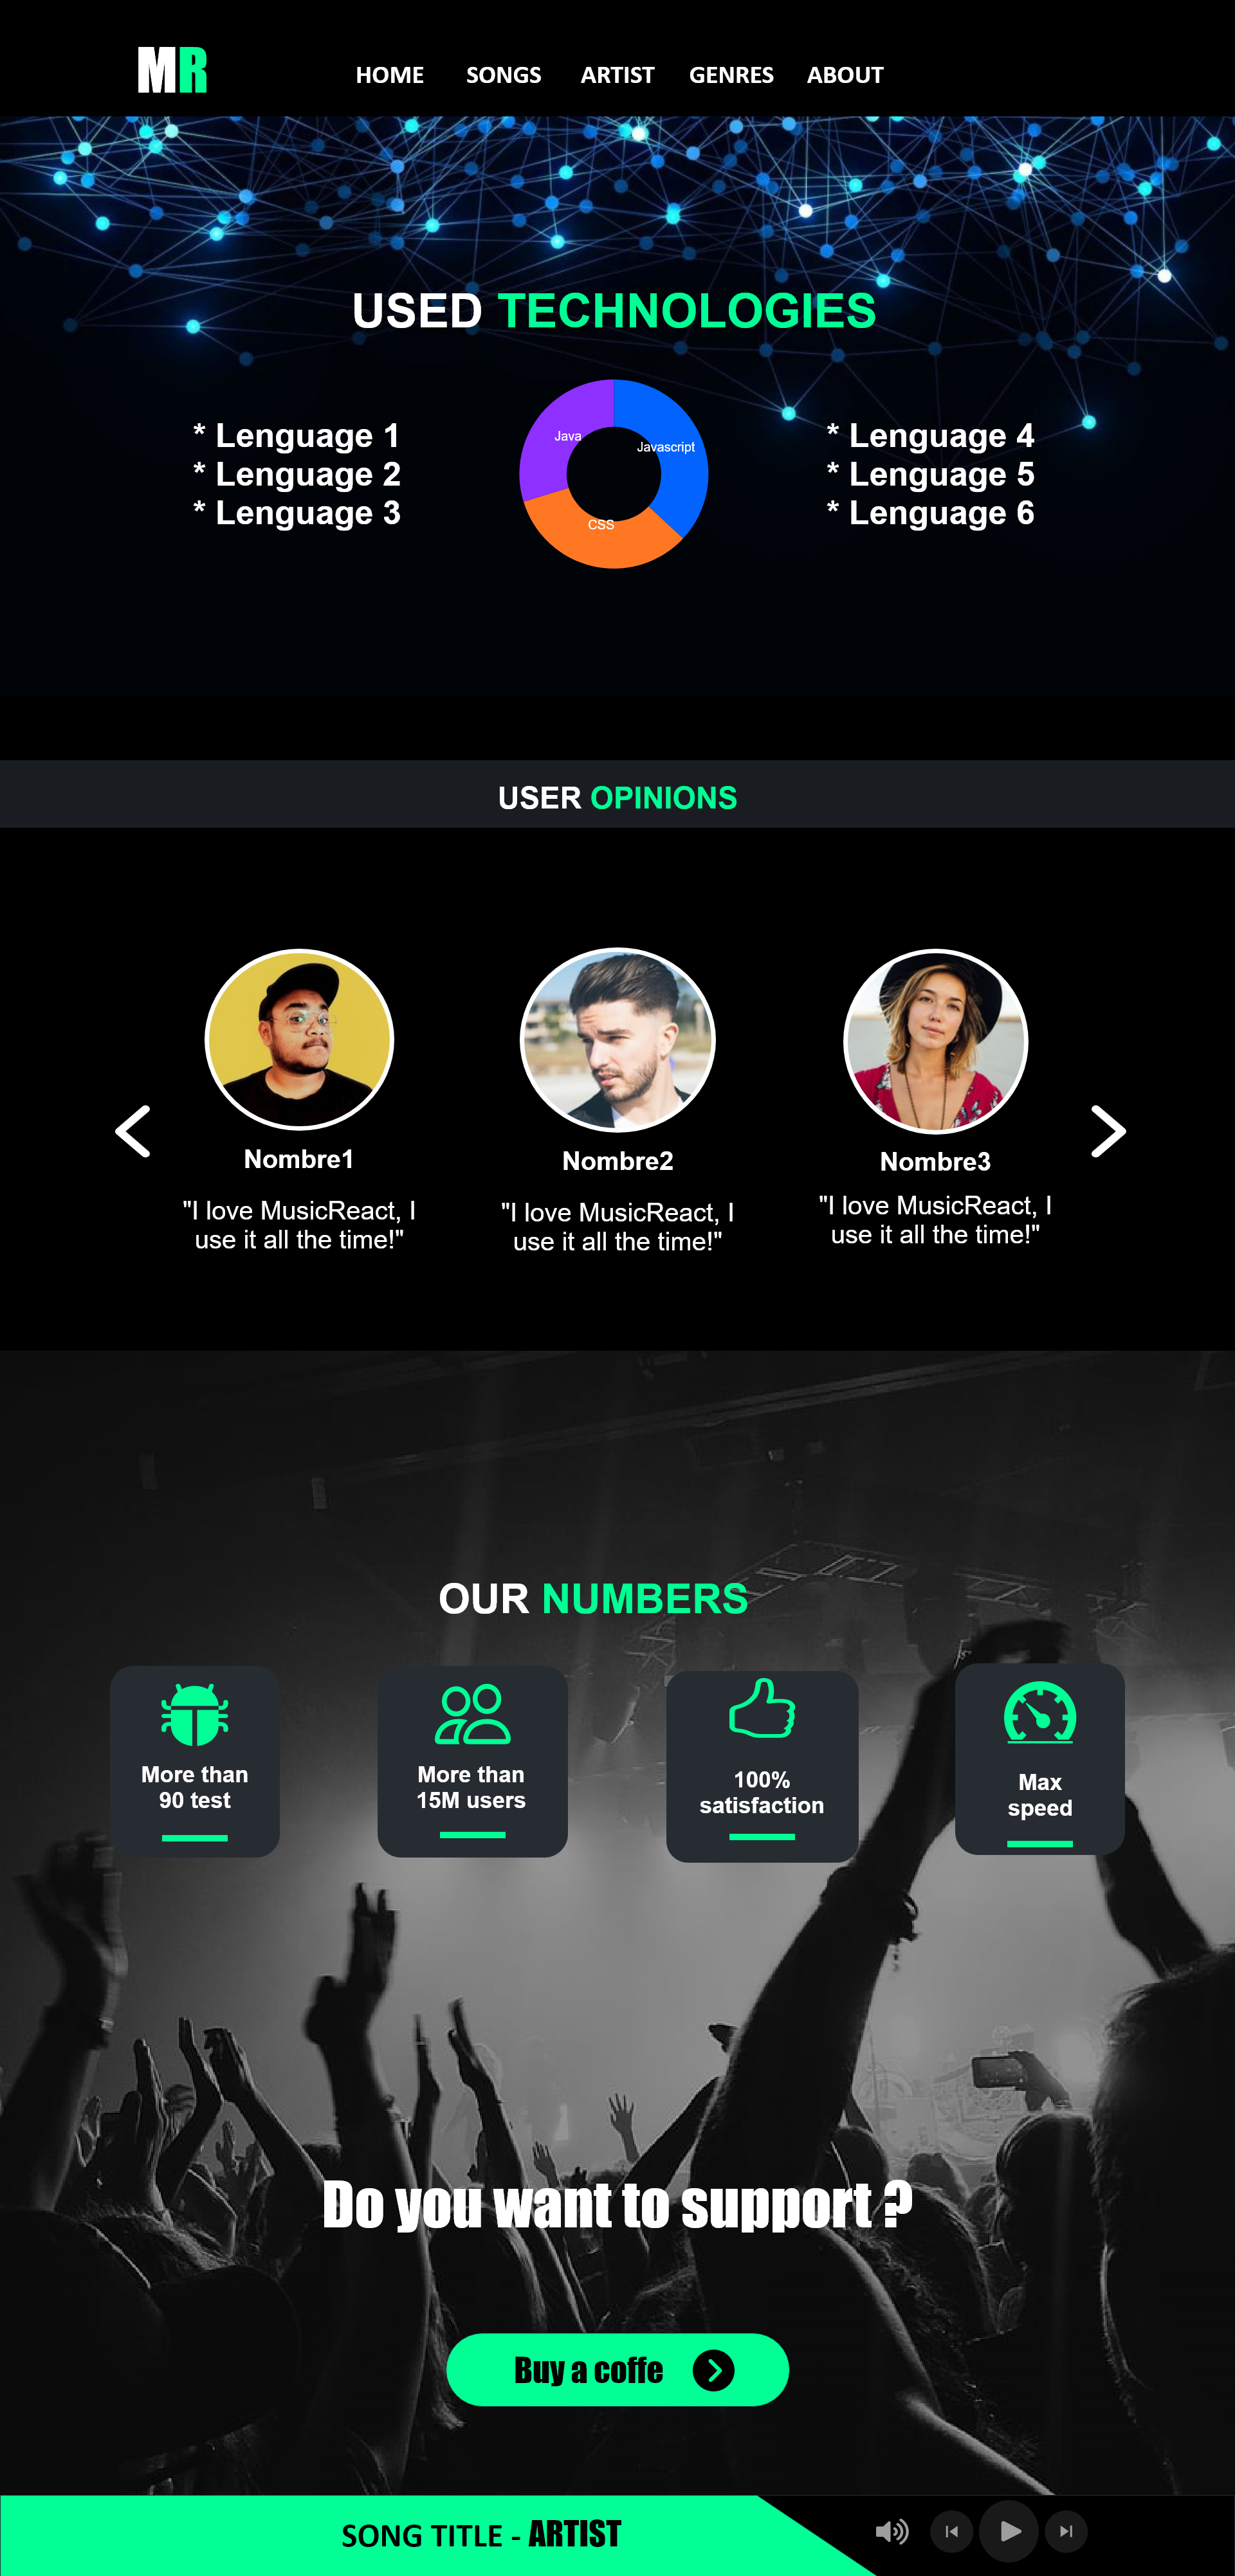 MR
HOME SONGS ARTIST GENRES ABOUT
USED TECHNOLOGIES
* Lenguage 1
* Lenguage 2
* Lenguage 3
Java
Javascript
CSS
* Lenguage 4
* Lenguage 5
* Lenguage 6
USER OPINIONS
Nombre1
"I love MusicReact, I
use it all the time!"
Nombre2
"I love MusicReact, I
use it all the time!"
Nombre3
"I love MusicReact, I
use it all the time!"
OUR NUMBERS
More than
90 test
More than
15M users
100%
satisfaction
Max
speed
Do you want to support ?
Buy a coffe
SONG TITLE - ARTIST